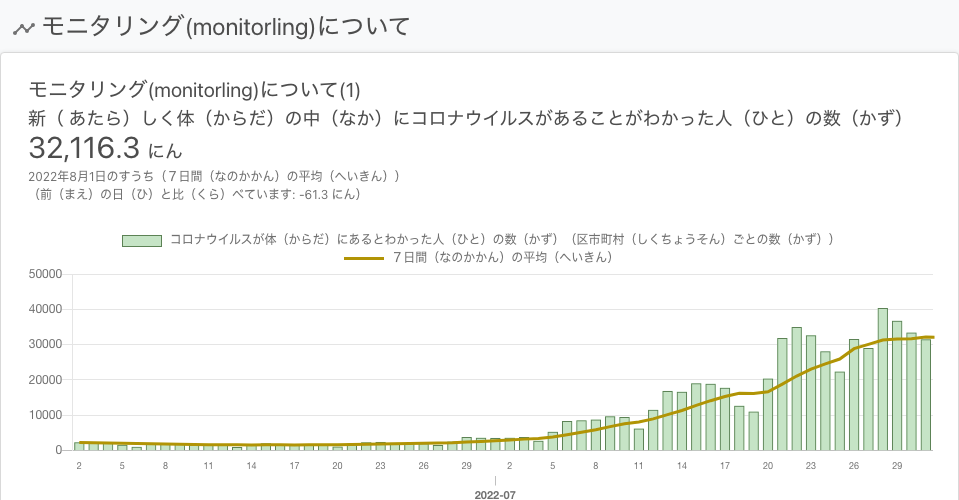 モニタリング(monitorling)について
モニタリング(monitorling)について(1)
新（ あたら）しく体（からだ）の中（なか）にコロナウイルスがあることがわかった人（ひと）の数（かず）
32,116.3 にん
2022年8月1日のすうち（７日間（なのかかん）の平均（へいきん））
（前（まえ）の日（ひ）と比（くら）べています: -61.3 にん）
コロナウイルスが体（からだ）にあるとわかった人（ひと）の数（かず）（区市町村（しくちょうそん）ごとの数（かず））
７日間（なのかかん）の平均（へいきん）
50000
40000
30000
20000
10000
0
2 5 8 11 14 17 20 23 26 29 2 5 8 11 14 17 20 23 26 29
2022-07